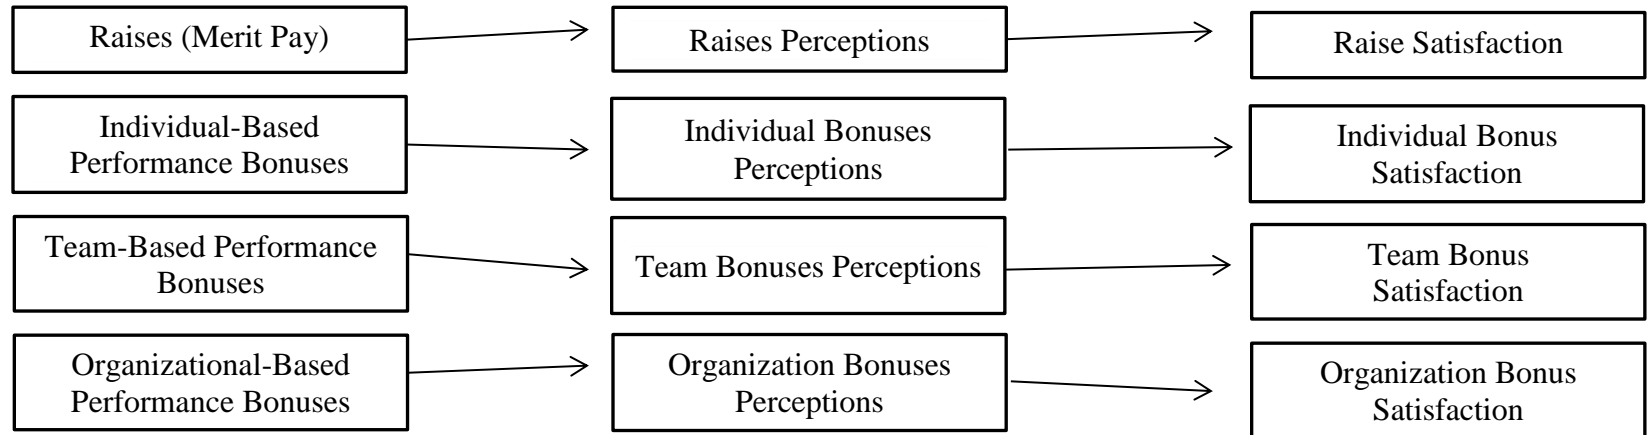 Raises (Merit Pay)
Raises Perceptions
Raise Satisfaction
Individual-Based
Performance Bonuses
Individual Bonuses
Perceptions
Individual Bonus
Satisfaction
Team-Based Performance
Bonuses
Team Bonuses Perceptions
Team Bonus
Satisfaction
Organizational-Based
Performance Bonuses
Organization Bonuses
Perceptions
Organization Bonus
Satisfaction